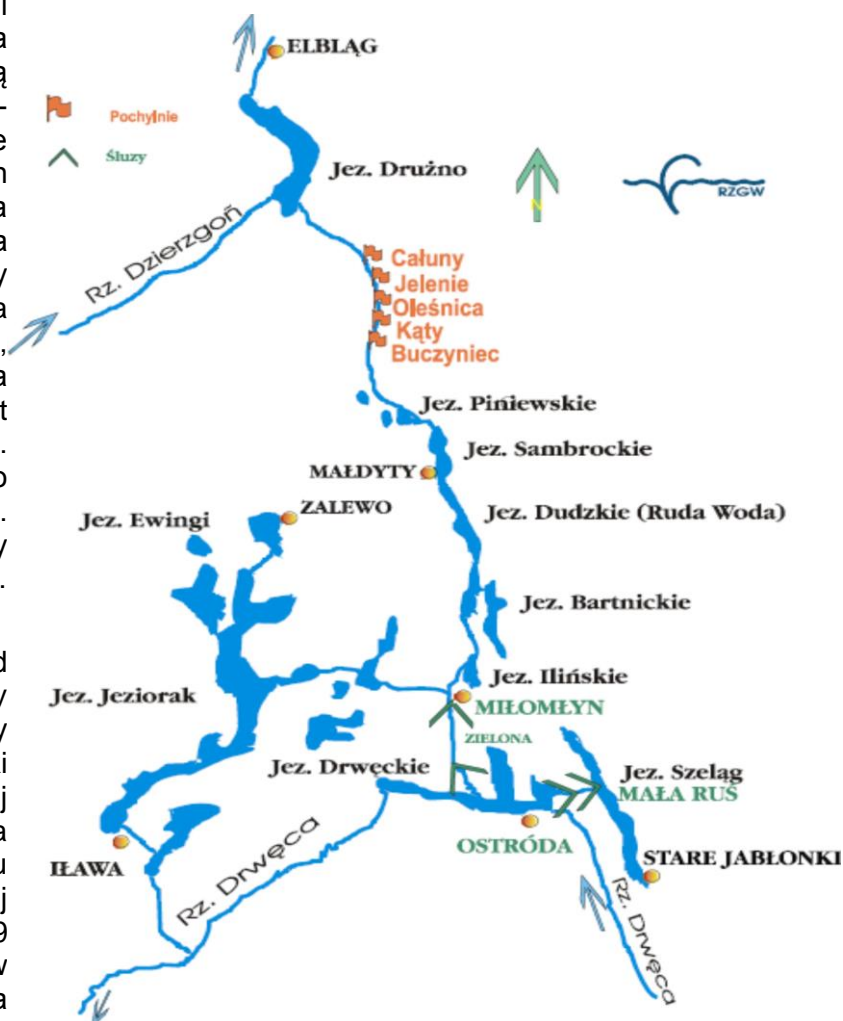 ELBLĄG
Pochylnie
Śluzy
Jez. Drużno
N
RZGW
Rz. Dzierzgoń
Całuny
Jelenie
Oleśnica
Kąty
Buczyniec
Jez. Piniewskie
Jez. Sambrockie
MAŁDYTY
ZALEWO
Jez. Ewingi
Jez. Dudzkie (Ruda Woda)
Jez. Bartnickie
Jez. Ilińskie
Jez. Jeziorak
MIŁOMŁYN
ZIELONA
Jez. Drwęckie
Jez. Szeląg
MAŁA RUŚ
OSTRÓDA
IŁAWA
STARE JABŁONKI
Rz. Drwęca
Rz. Drwęca